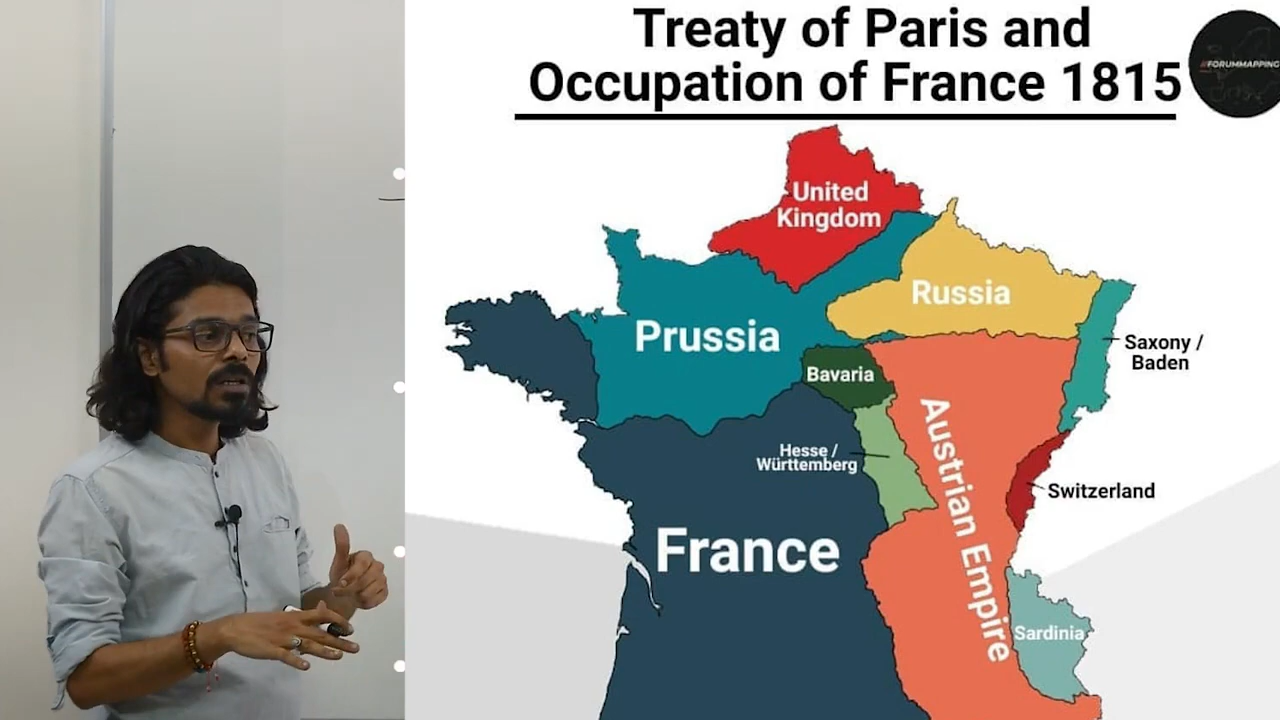 Treaty of Paris and
Occupation of France 1815
#FORUMMAPPING
United
Kingdom
Russia
Prussia
Saxony /
Baden
Bavaria
Hesse /
Württemberg
Austrian Empire
Switzerland
France
Sardinia